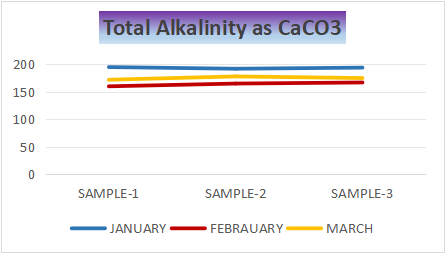 Total Alkalinity as CaCO3
200
150
100
50
0
SAMPLE-1 SAMPLE-2 SAMPLE-3
JANUARY FEBRAUARY MARCH